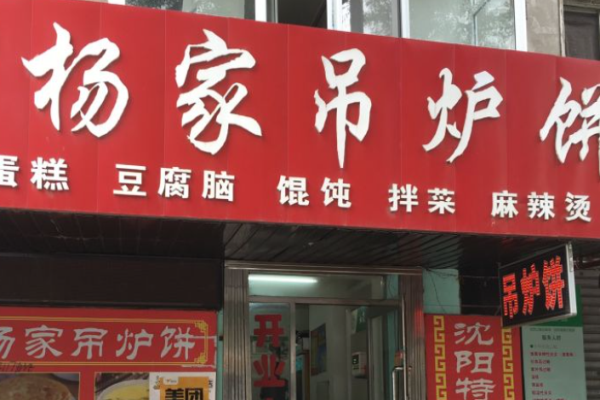 杨家吊炉饼
蛋糕 豆腐脑 馄饨 拌菜 麻辣烫
吊炉饼
杨家吊炉饼
开业
沈阳特
美团